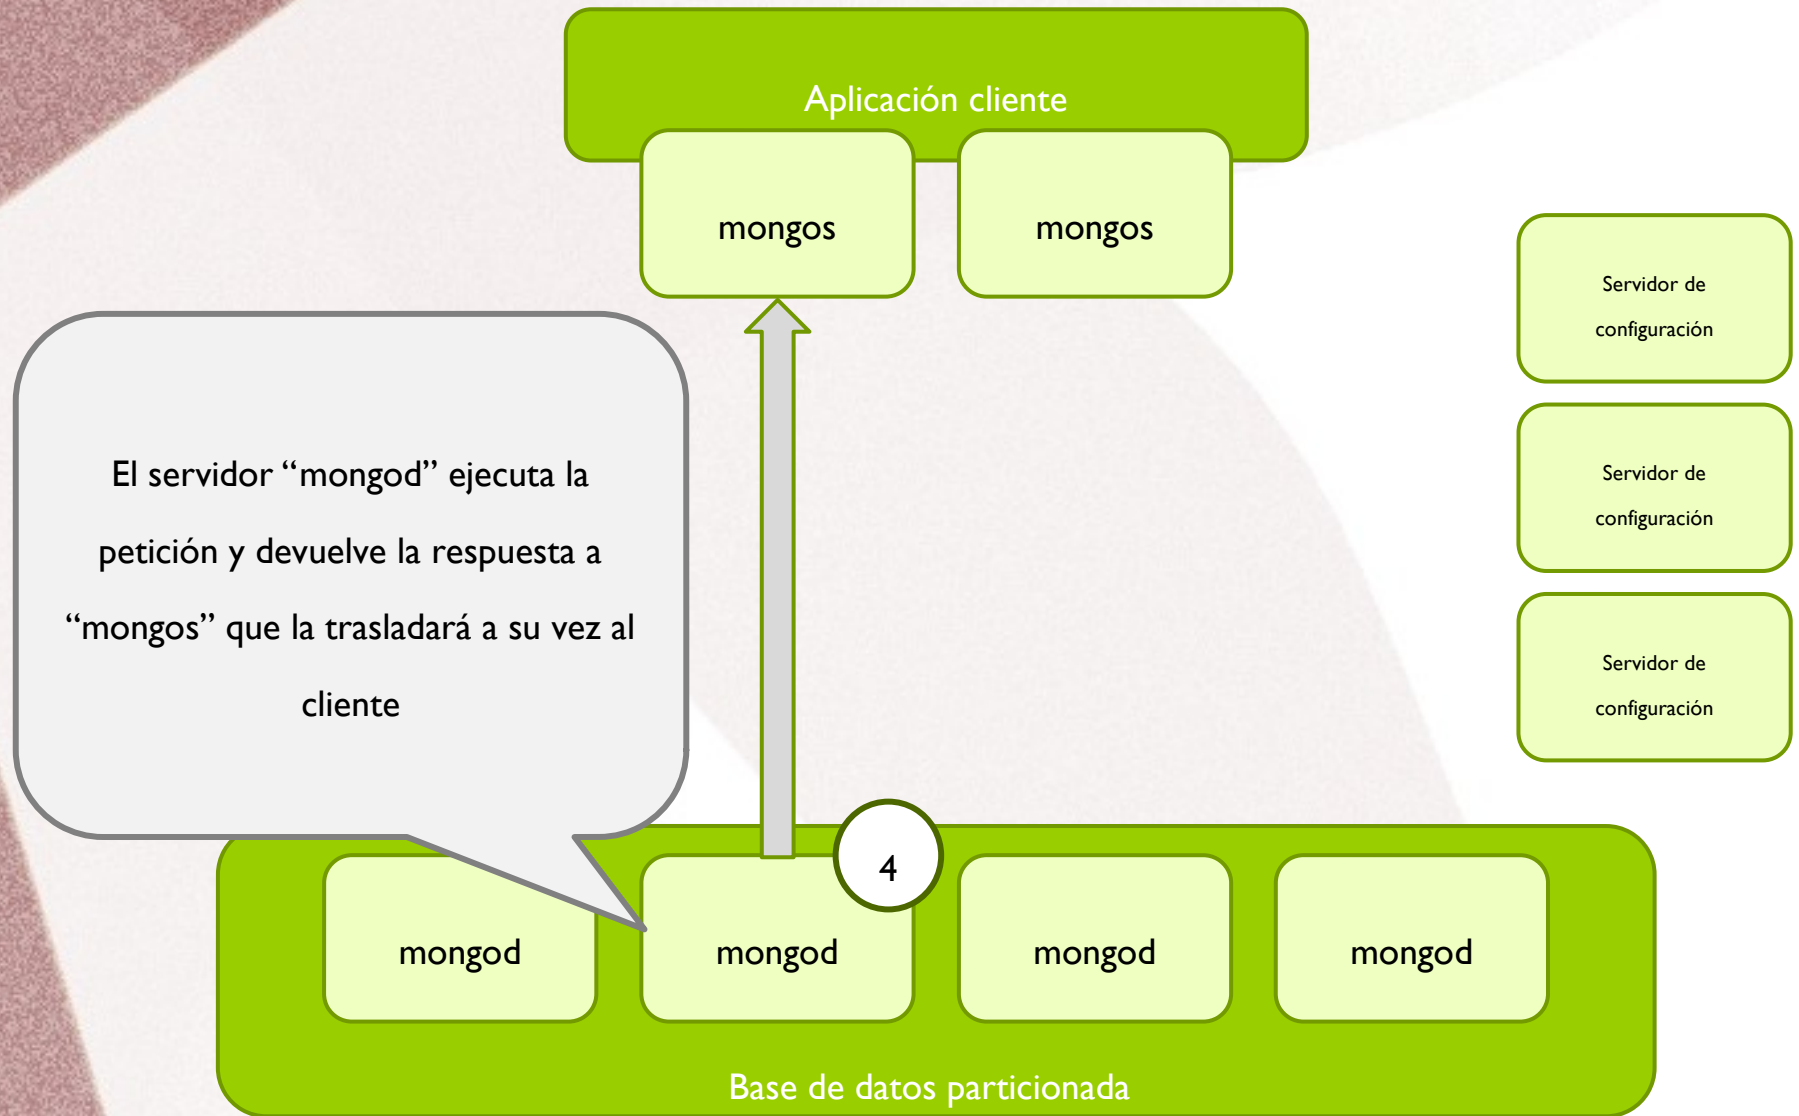 Aplicación cliente
mongos
mongos
Servidor de
configuración
Servidor de
configuración
Servidor de
configuración
El servidor “mongod” ejecuta la
petición y devuelve la respuesta a
“mongos” que la trasladará a su vez al
cliente
4
mongod
mongod
mongod
mongod
Base de datos particionada